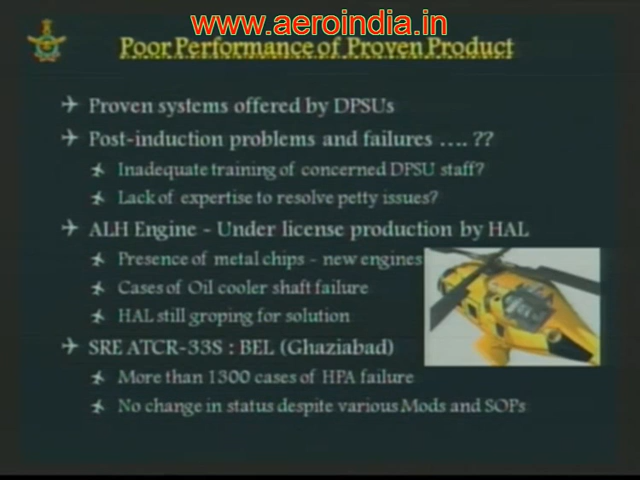 www.aeroindia.in
Poor Performance of Proven Product
Proven systems offered by DPSUs
Post-induction problems and failures .... ??
Inadequate training of concerned DPSU staff?
Lack of expertise to resolve petty issues?
ALH Engine - Under license production by HAL
Presence of metal chips - new engines
Cases of Oil cooler shaft failure
HAL still groping for solution
SRE ATCR-33S : BEL (Ghaziabad)
More than 1300 cases of HPA failure
No change in status despite various Mods and SOPs